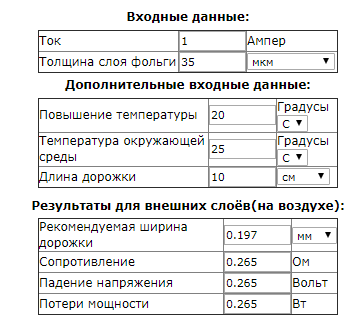 Входные данные:
Ток 1 Ампер
Толщина слоя фольги 35 мкм
Дополнительные входные данные:
Повышение температуры 20 Градусы
C
Температура окружающей
среды 25 Градусы
C
Длина дорожки 10 см
Результаты для внешних слоёв(на воздухе):
Рекомендуемая ширина
дорожки 0.197 мм
Сопротивление 0.265 Ом
Падение напряжения 0.265 Вольт
Потери мощности 0.265 Вт